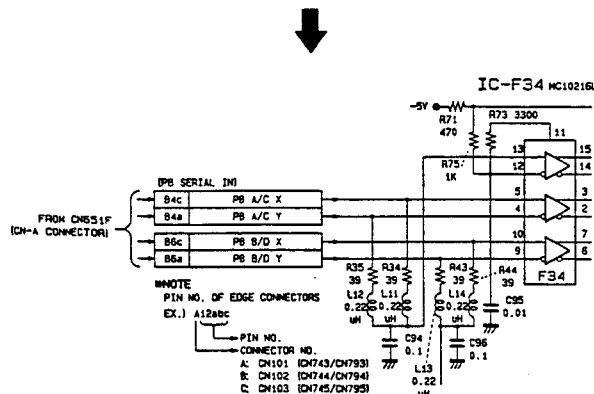 IC-F34 MC10216L
-5V
R71
470
R73 3300
R75
1K
11
13
12
15
14
5
4
3
2
10
9
7
6
F34
(PB SERIAL IN)
B4c PB A/C X
B4a PB A/C Y
B6c PB B/D X
B6a PB B/D Y
FROM CN551F
(CN-A CONNECTOR)
R35
39
R34
39
R43
39
R44
39
L12
0.22
uH
L11
0.22
uH
L14
0.22
uH
C95
0.01
C94
0.1
C96
0.1
L13
0.22
uH
※NOTE
PIN NO. OF EDGE CONNECTORS
EX.) A12abc
PIN NO.
CONNECTOR NO.
A: CN101 (CN743/CN793)
B: CN102 (CN744/CN794)
C: CN103 (CN745/CN795)